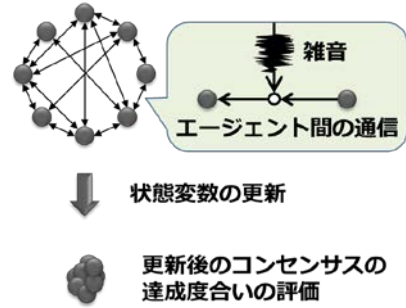 雑音
エージェント間の通信
状態変数の更新
更新後のコンセンサスの
達成度合いの評価